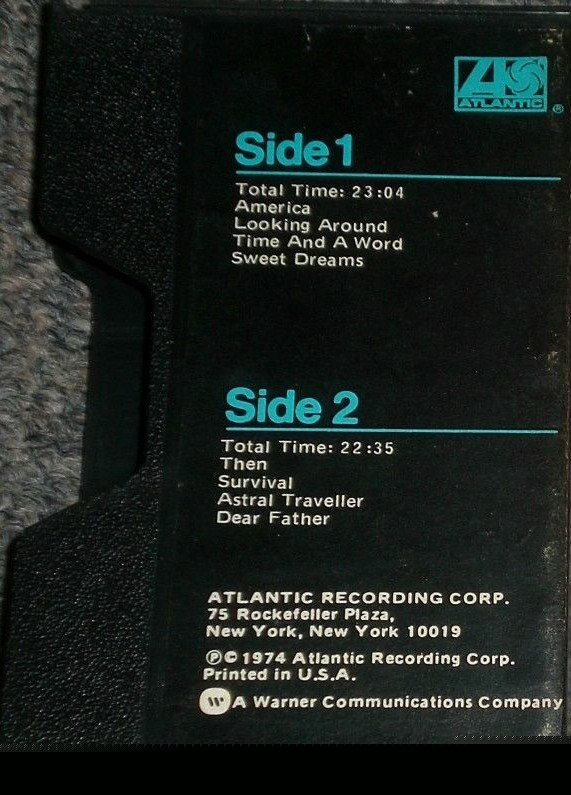 ATLANTIC
®
Side 1
Total Time: 23:04
America
Looking Around
Time And A Word
Sweet Dreams
Side 2
Total Time: 22:35
Then
Survival
Astral Traveller
Dear Father
ATLANTIC RECORDING CORP.
75 Rockefeller Plaza,
New York, New York 10019
℗©1974 Atlantic Recording Corp.
Printed in U.S.A.
W A Warner Communications Company